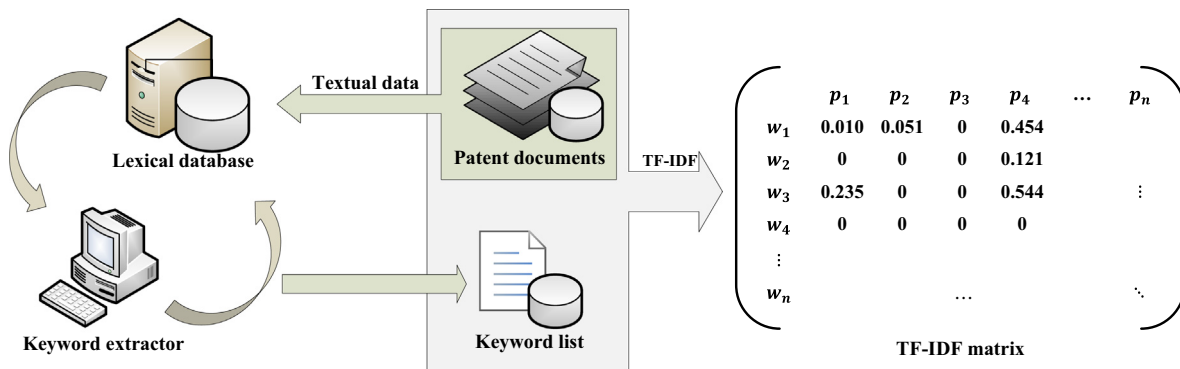 Textual data
Lexical database
Patent documents
Keyword extractor
Keyword list
TF-IDF
p₁ p₂ p₃ p₄ … pₙ
w₁ 0.010 0.051 0 0.454
w₂ 0 0 0 0.121
w₃ 0.235 0 0 0.544 ⋮
w₄ 0 0 0 0
⋮
wₙ … ⋱
TF-IDF matrix